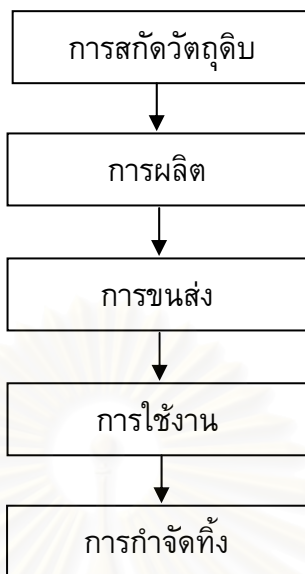 การสกัดวัตถุดิบ
การผลิต
การขนส่ง
การใช้งาน
การกำจัดทิ้ง